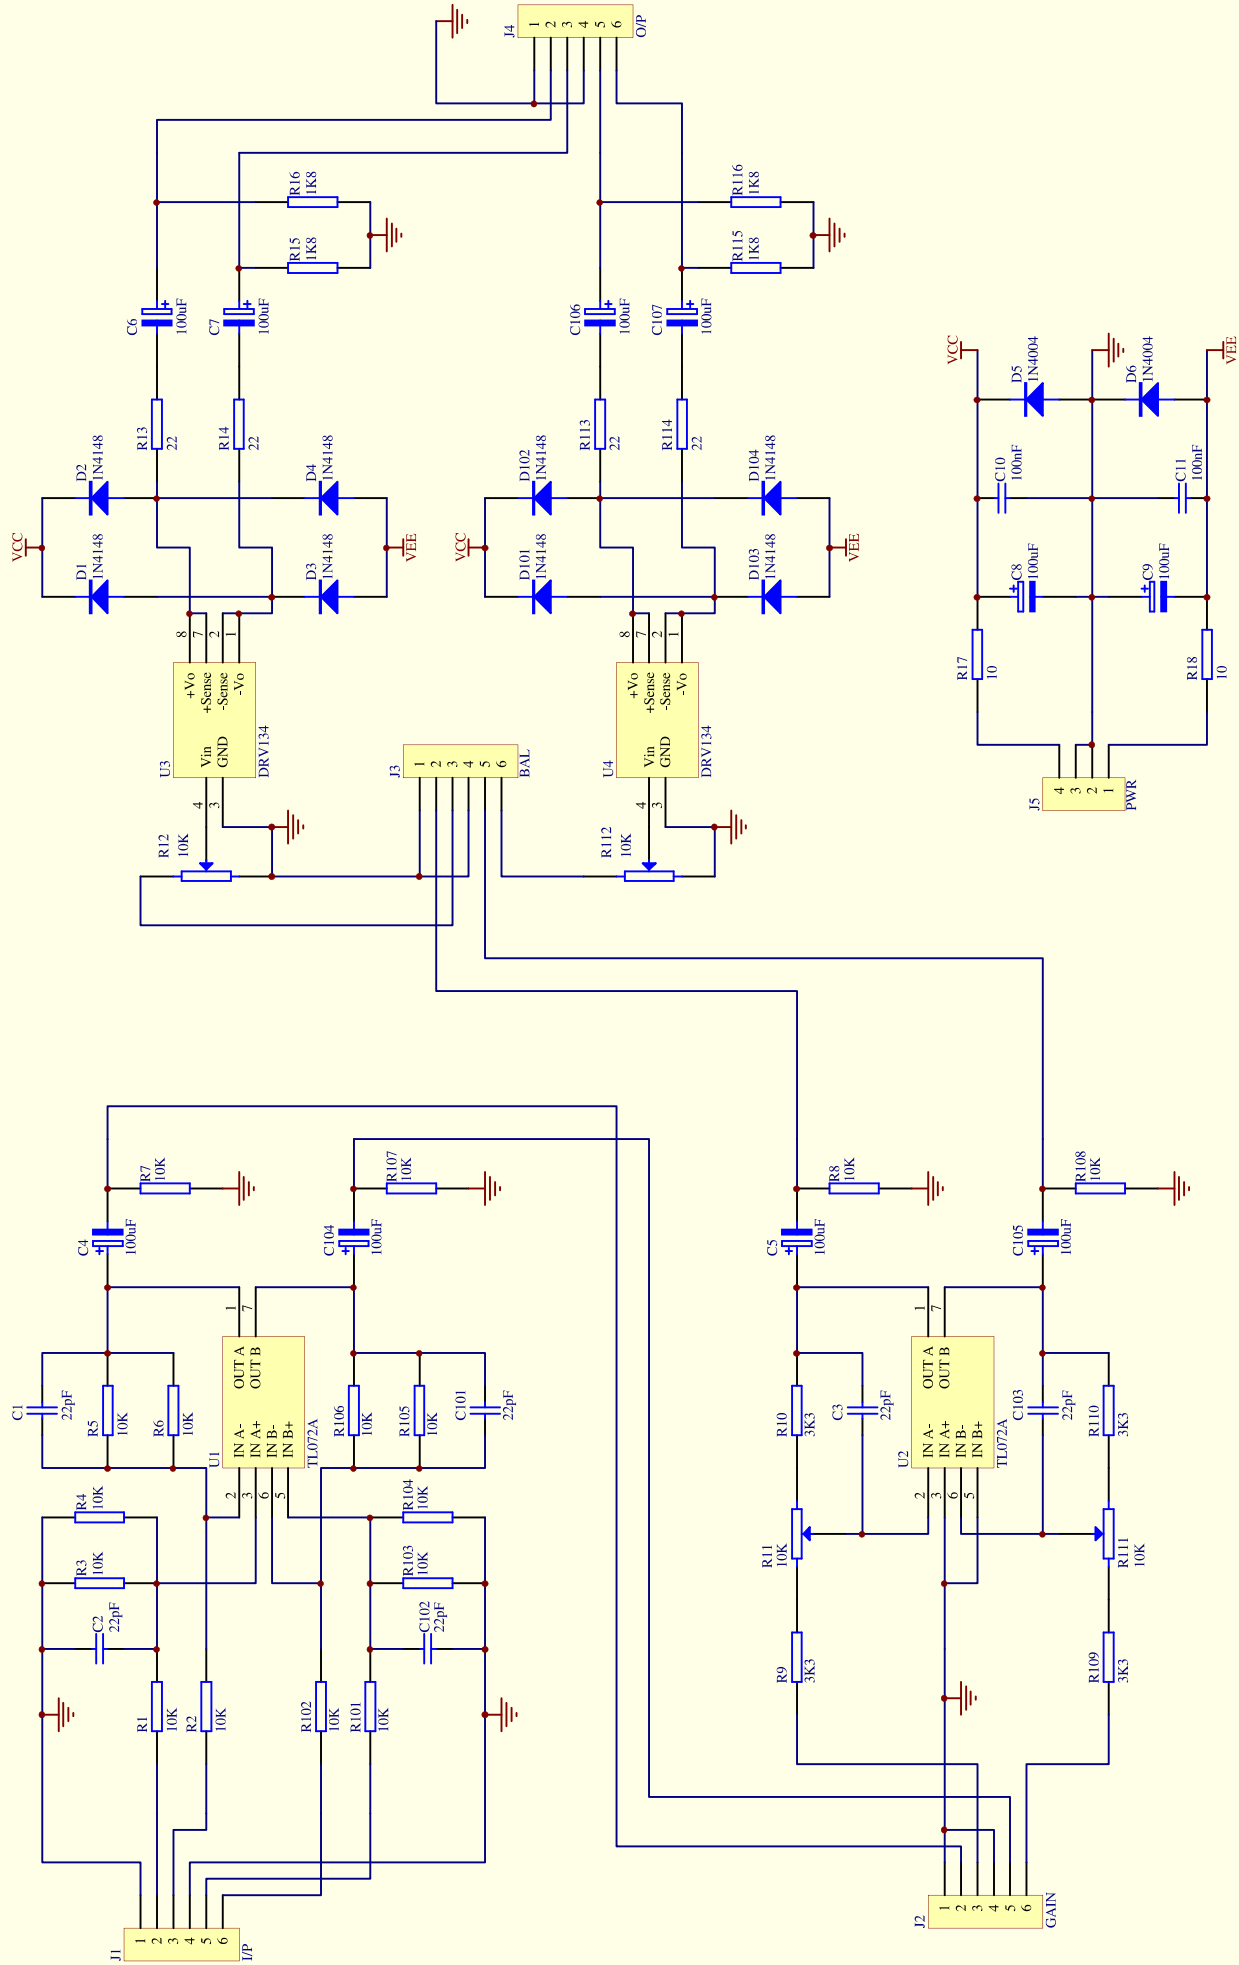 J4
1
2
3
4
5
6
O/P
R16
1K8
R15
1K8
R116
1K8
R115
1K8
C6
100uF
C7
100uF
C106
100uF
C107
100uF
R13
22
R14
22
R113
22
R114
22
D2
1N4148
D4
1N4148
D1
1N4148
D3
1N4148
VCC
VEE
D102
1N4148
D104
1N4148
D101
1N4148
D103
1N4148
VCC
VEE
VCC
VEE
D5
1N4004
D6
1N4004
C10
100nF
C11
100nF
C8
100uF
C9
100uF
R17
10
R18
10
J5
4
3
2
1
PWR
8
7
2
1
+Vo
+Sense
-Sense
-Vo
Vin
GND
U3
DRV134
4
3
R12
10K
8
7
2
1
+Vo
+Sense
-Sense
-Vo
Vin
GND
U4
DRV134
4
3
R112
10K
J3
1
2
3
4
5
6
BAL
R7
10K
R107
10K
C4
100uF
C104
100uF
1
7
OUT A
OUT B
IN A-
IN A+
IN B-
IN B+
U1
TL072A
2
3
6
5
C1
22pF
R5
10K
R6
10K
R106
10K
R105
10K
C101
22pF
R4
10K
R3
10K
C2
22pF
R104
10K
R103
10K
C102
22pF
R1
10K
R2
10K
R102
10K
R101
10K
J1
1
2
3
4
5
6
I/P
R8
10K
R108
10K
C5
100uF
C105
100uF
1
7
OUT A
OUT B
IN A-
IN A+
IN B-
IN B+
U2
TL072A
2
3
6
5
R10
3K3
C3
22pF
C103
22pF
R110
3K3
R11
10K
R111
10K
R9
3K3
R109
3K3
J2
1
2
3
4
5
6
GAIN